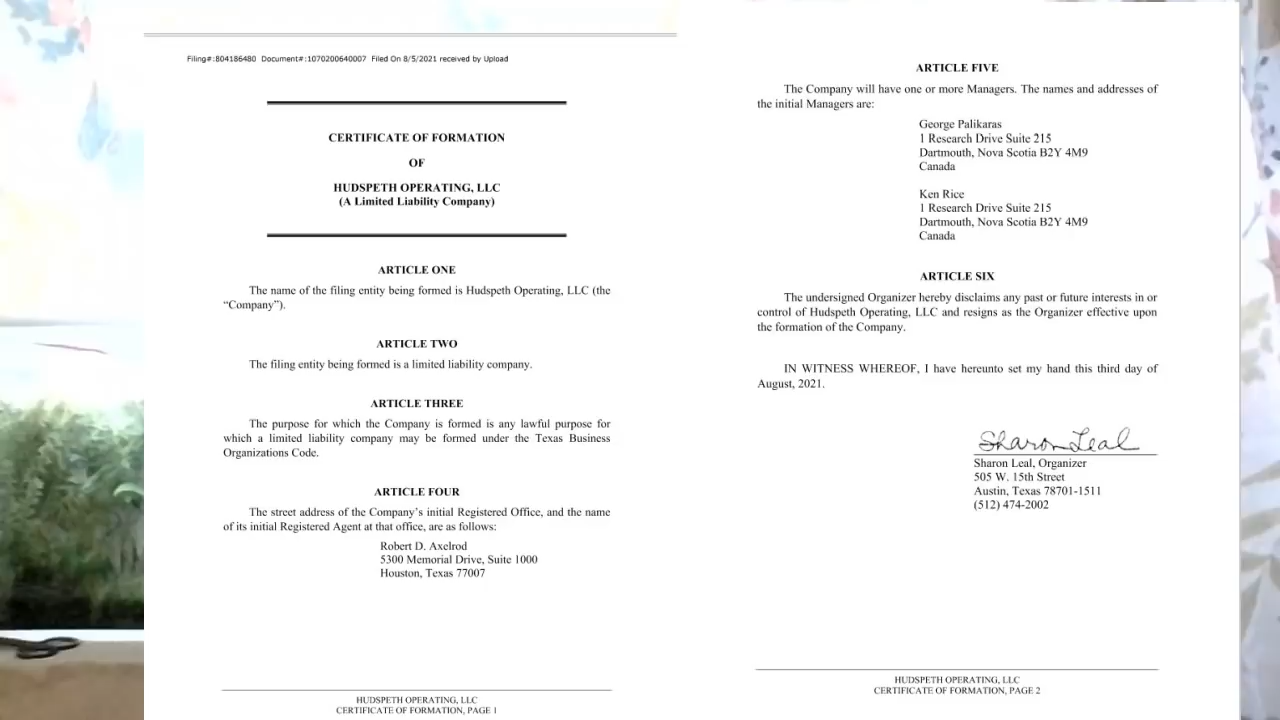 Filing#:804186480 Document#:1070200640007 Filed On 8/5/2021 received by Upload
CERTIFICATE OF FORMATION
OF
HUDSPETH OPERATING, LLC
(A Limited Liability Company)
ARTICLE ONE
The name of the filing entity being formed is Hudspeth Operating, LLC (the
“Company”).
ARTICLE TWO
The filing entity being formed is a limited liability company.
ARTICLE THREE
The purpose for which the Company is formed is any lawful purpose for
which a limited liability company may be formed under the Texas Business
Organizations Code.
ARTICLE FOUR
The street address of the Company’s initial Registered Office, and the name
of its initial Registered Agent at that office, are as follows:
Robert D. Axelrod
5300 Memorial Drive, Suite 1000
Houston, Texas 77007
HUDSPETH OPERATING, LLC
CERTIFICATE OF FORMATION, PAGE 1
ARTICLE FIVE
The Company will have one or more Managers. The names and addresses of
the initial Managers are:
George Palikaras
1 Research Drive Suite 215
Dartmouth, Nova Scotia B2Y 4M9
Canada
Ken Rice
1 Research Drive Suite 215
Dartmouth, Nova Scotia B2Y 4M9
Canada
ARTICLE SIX
The undersigned Organizer hereby disclaims any past or future interests in or
control of Hudspeth Operating, LLC and resigns as the Organizer effective upon
the formation of the Company.
IN WITNESS WHEREOF, I have hereunto set my hand this third day of
August, 2021.
Sharon Leal
Sharon Leal, Organizer
505 W. 15th Street
Austin, Texas 78701-1511
(512) 474-2002
HUDSPETH OPERATING, LLC
CERTIFICATE OF FORMATION, PAGE 2